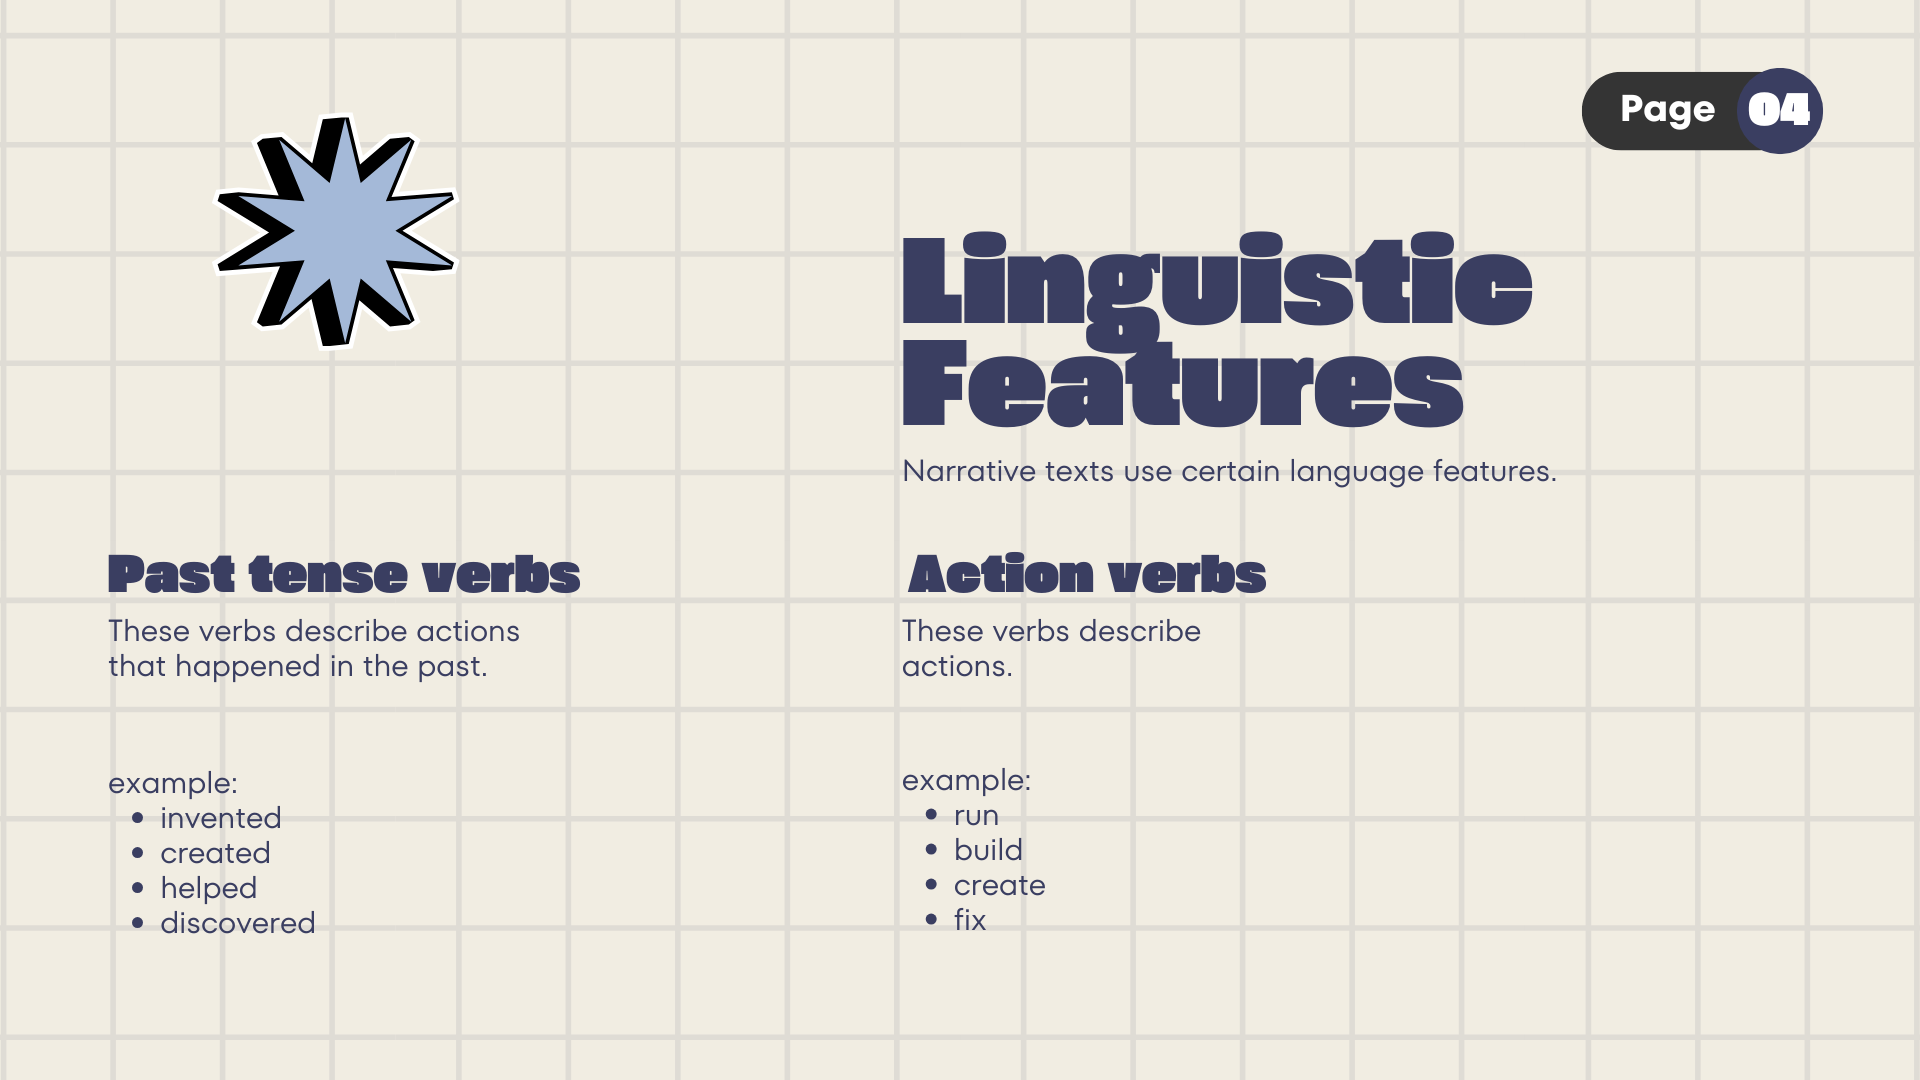 Page 04
Linguistic
Features
Narrative texts use certain language features.
Past tense verbs
These verbs describe actions
that happened in the past.
example:
• invented
• created
• helped
• discovered
Action verbs
These verbs describe
actions.
example:
• run
• build
• create
• fix